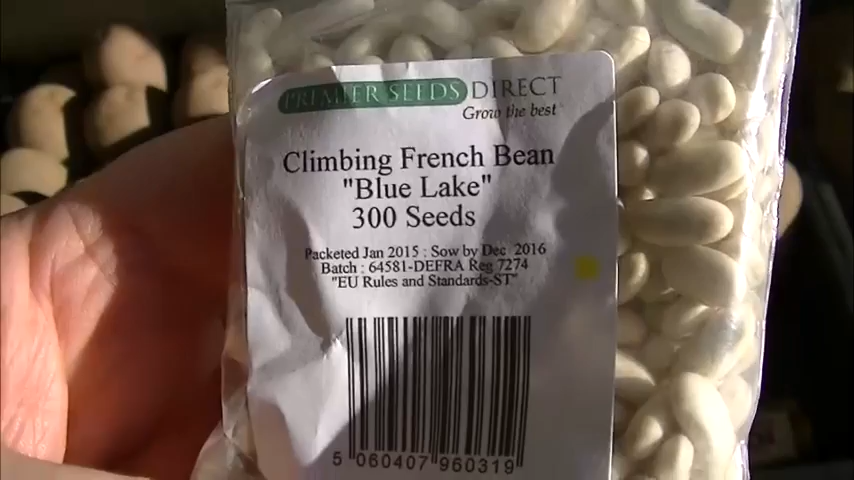 PREMIER SEEDS DIRECT
Grow the best
Climbing French Bean
"Blue Lake"
300 Seeds
Packeted Jan 2015 : Sow by Dec 2016
Batch : 64581-DEFRA Reg 7274
"EU Rules and Standards-ST"
5 060407 960319